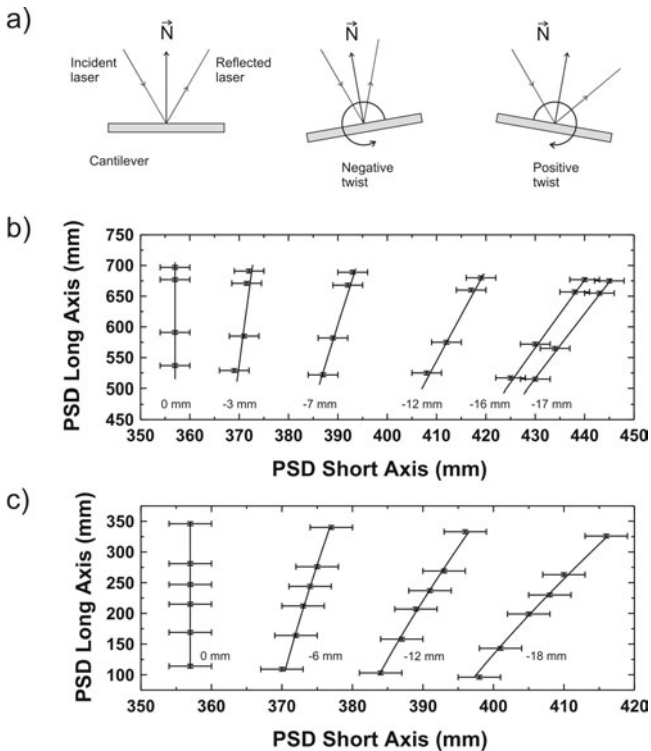 a)
N
N
N
Incident
laser
Reflected
laser
Cantilever
Negative
twist
Positive
twist
b)
PSD Long Axis (mm)
750
700
650
600
550
500
450
0 mm
-3 mm
-7 mm
-12 mm
-16 mm
-17 mm
350 360 370 380 390 400 410 420 430 440 450
PSD Short Axis (mm)
c)
PSD Long Axis (mm)
350
300
250
200
150
100
0 mm
-6 mm
-12 mm
-18 mm
350 360 370 380 390 400 410 420
PSD Short Axis (mm)